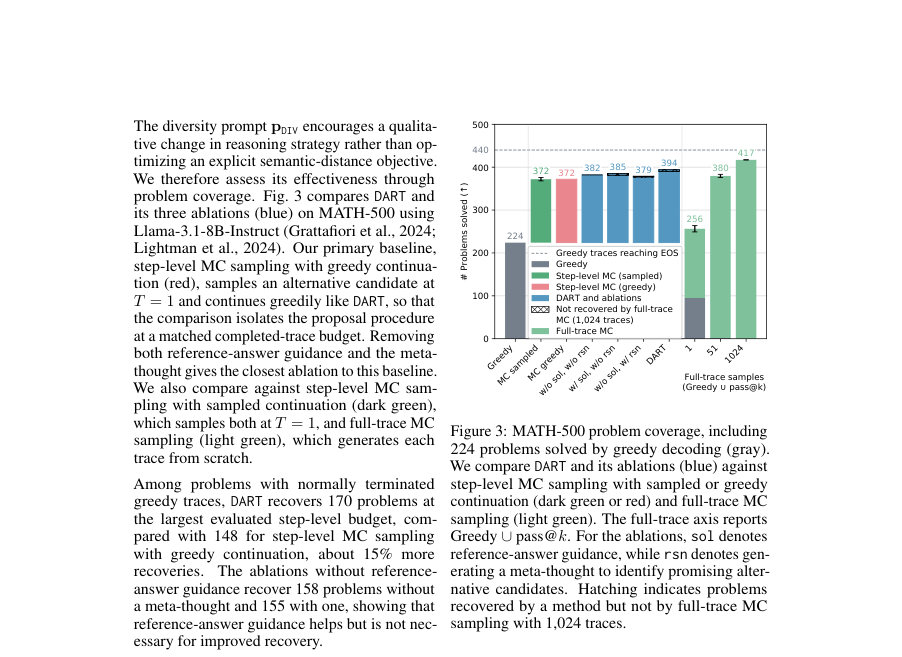 The diversity prompt pDIV encourages a qualita-
tive change in reasoning strategy rather than op-
timizing an explicit semantic-distance objective.
We therefore assess its effectiveness through
problem coverage. Fig. 3 compares DART and
its three ablations (blue) on MATH-500 using
Llama-3.1-8B-Instruct (Grattafiori et al., 2024;
Lightman et al., 2024). Our primary baseline,
step-level MC sampling with greedy continua-
tion (red), samples an alternative candidate at
T = 1 and continues greedily like DART, so that
the comparison isolates the proposal procedure
at a matched completed-trace budget. Removing
both reference-answer guidance and the meta-
thought gives the closest ablation to this baseline.
We also compare against step-level MC sam-
pling with sampled continuation (dark green),
which samples both at T = 1, and full-trace MC
sampling (light green), which generates each
trace from scratch.
Among problems with normally terminated
greedy traces, DART recovers 170 problems at
the largest evaluated step-level budget, com-
pared with 148 for step-level MC sampling
with greedy continuation, about 15% more
recoveries. The ablations without reference-
answer guidance recover 158 problems without
a meta-thought and 155 with one, showing that
reference-answer guidance helps but is not nec-
essary for improved recovery.
# Problems solved (↑)
500
440
400
300
200
100
0
224
372
372
382
385
379
394
256
380
417
Greedy traces reaching EOS
Greedy
Step-level MC (sampled)
Step-level MC (greedy)
DART and ablations
Not recovered by full-trace
MC (1,024 traces)
Full-trace MC
Greedy
MC sampled
MC greedy
w/o sol, w/o rsn
w/ sol, w/o rsn
w/o sol, w/ rsn
DART
1
51
1024
Full-trace samples
(Greedy ∪ pass@k)
Figure 3: MATH-500 problem coverage, including
224 problems solved by greedy decoding (gray).
We compare DART and its ablations (blue) against
step-level MC sampling with sampled or greedy
continuation (dark green or red) and full-trace MC
sampling (light green). The full-trace axis reports
Greedy ∪ pass@k. For the ablations, sol denotes
reference-answer guidance, while rsn denotes gen-
erating a meta-thought to identify promising alter-
native candidates. Hatching indicates problems
recovered by a method but not by full-trace MC
sampling with 1,024 traces.